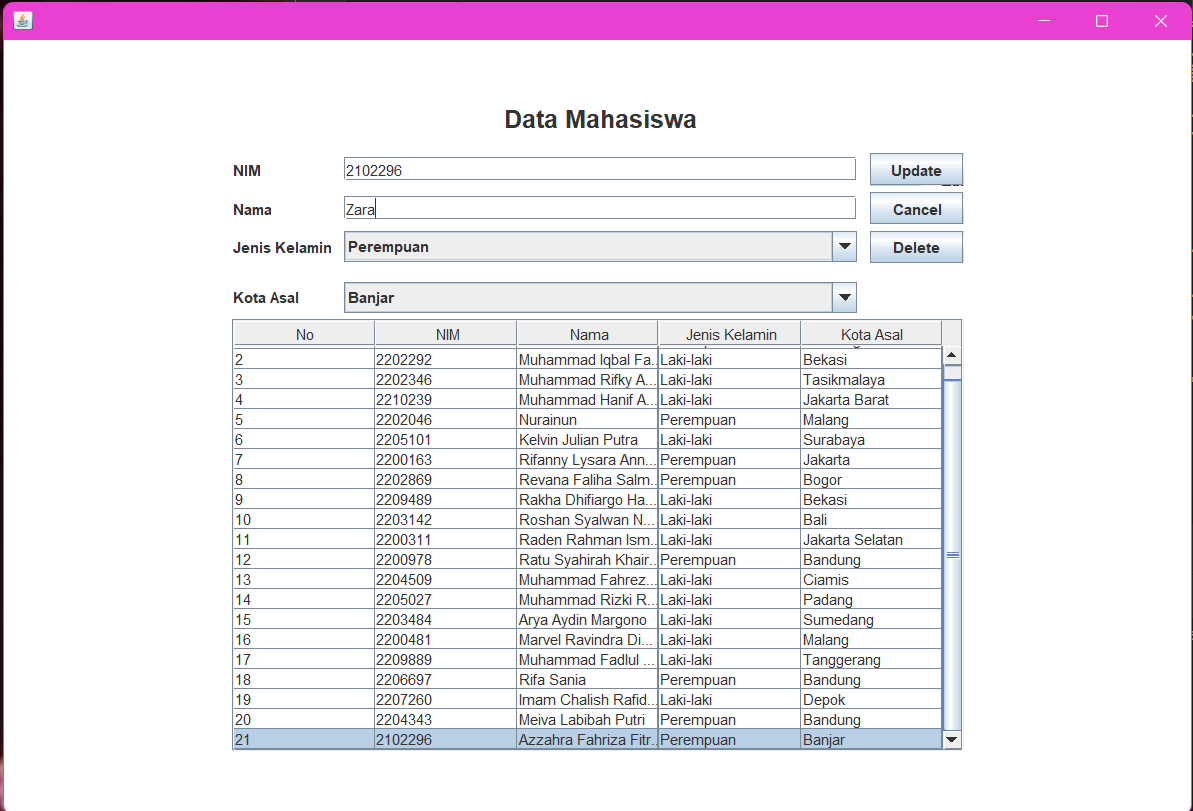 Data Mahasiswa
NIM 2102296 Update
Nama Zara Cancel
Jenis Kelamin Perempuan Delete
Kota Asal Banjar
No NIM Nama Jenis Kelamin Kota Asal
2 2202292 Muhammad Iqbal Fa... Laki-laki Bekasi
3 2202346 Muhammad Rifky A... Laki-laki Tasikmalaya
4 2210239 Muhammad Hanif A... Laki-laki Jakarta Barat
5 2202046 Nurainun Perempuan Malang
6 2205101 Kelvin Julian Putra Laki-laki Surabaya
7 2200163 Rifanny Lysara Ann... Perempuan Jakarta
8 2202869 Revana Faliha Salm... Perempuan Bogor
9 2209489 Rakha Dhifiargo Ha... Laki-laki Bekasi
10 2203142 Roshan Syalwan N... Laki-laki Bali
11 2200311 Raden Rahman Ism... Laki-laki Jakarta Selatan
12 2200978 Ratu Syahirah Khair... Perempuan Bandung
13 2204509 Muhammad Fahrez... Laki-laki Ciamis
14 2205027 Muhammad Rizki R... Laki-laki Padang
15 2203484 Arya Aydin Margono Laki-laki Sumedang
16 2200481 Marvel Ravindra Di... Laki-laki Malang
17 2209889 Muhammad Fadlul ... Laki-laki Tanggerang
18 2206697 Rifa Sania Perempuan Bandung
19 2207260 Imam Chalish Rafid... Laki-laki Depok
20 2204343 Meiva Labibah Putri Perempuan Bandung
21 2102296 Azzahra Fahriza Fitr... Perempuan Banjar